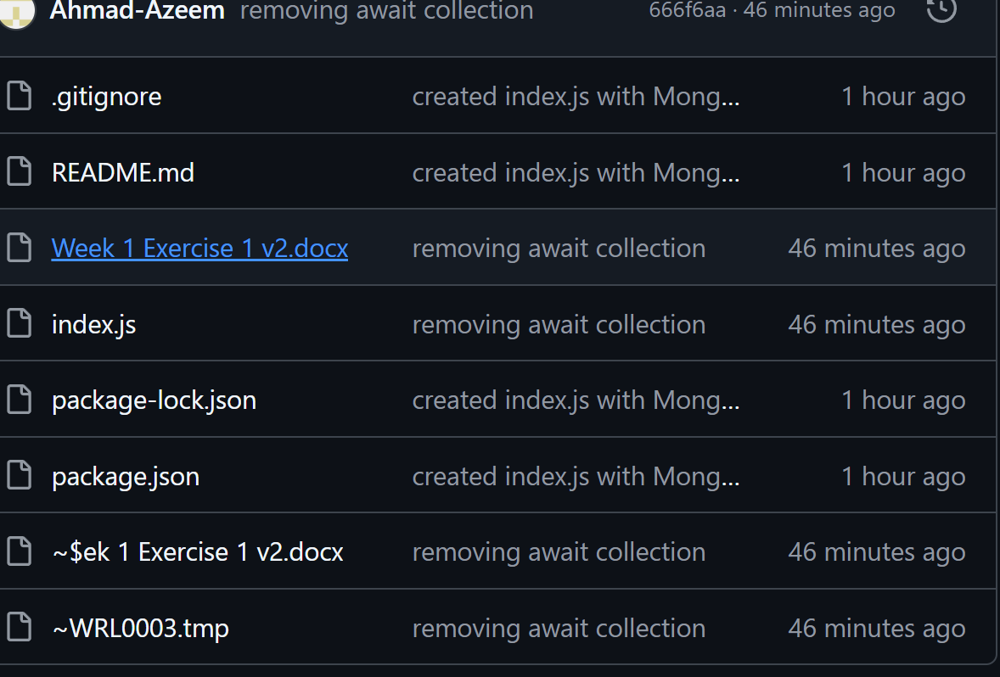 Ahmad-Azeem removing await collection 666f6aa · 46 minutes ago
.gitignore created index.js with Mong... 1 hour ago
README.md created index.js with Mong... 1 hour ago
Week 1 Exercise 1 v2.docx removing await collection 46 minutes ago
index.js removing await collection 46 minutes ago
package-lock.json created index.js with Mong... 1 hour ago
package.json created index.js with Mong... 1 hour ago
~$ek 1 Exercise 1 v2.docx removing await collection 46 minutes ago
~WRL0003.tmp removing await collection 46 minutes ago